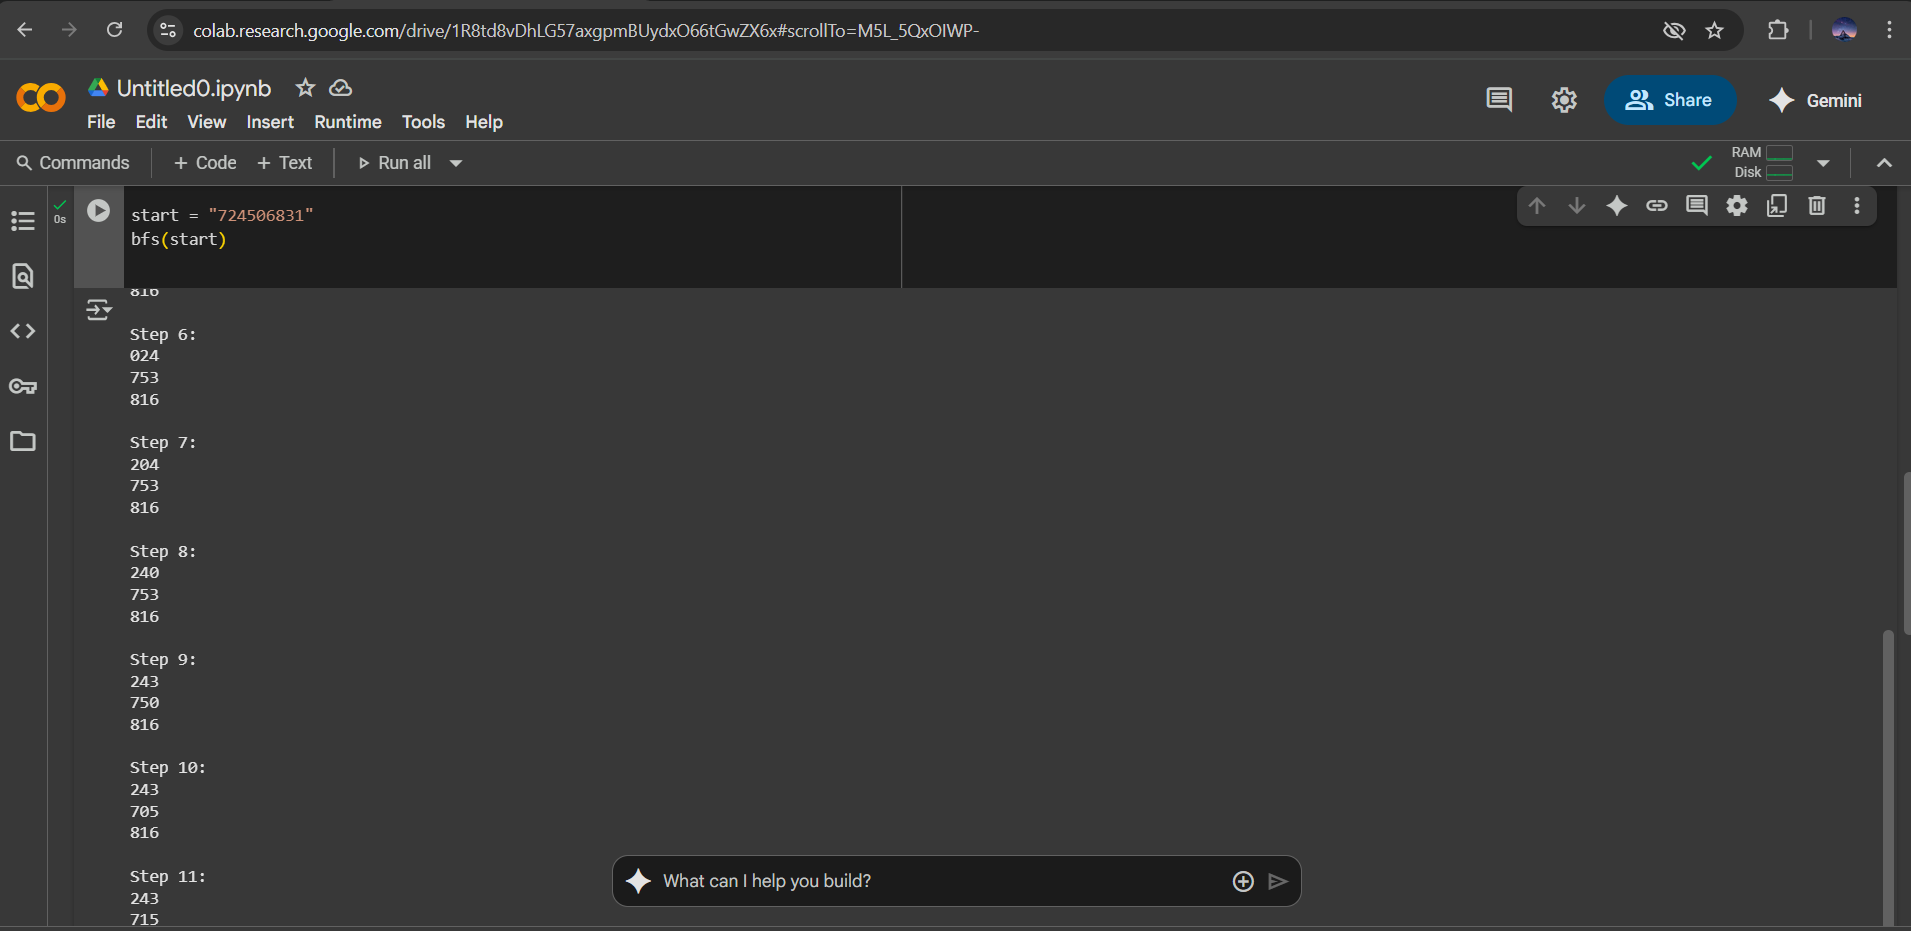 colab.research.google.com/drive/1R8td8vDhLG57axgpmBUydxO66tGwZX6x#scrollTo=M5L_5QxOIWP-
Untitled0.ipynb
File Edit View Insert Runtime Tools Help
Share
Gemini
Commands + Code + Text Run all
RAM
Disk
0s
start = "724506831"
bfs(start)
816
Step 6:
024
753
816
Step 7:
204
753
816
Step 8:
240
753
816
Step 9:
243
750
816
Step 10:
243
705
816
Step 11:
243
715
What can I help you build?